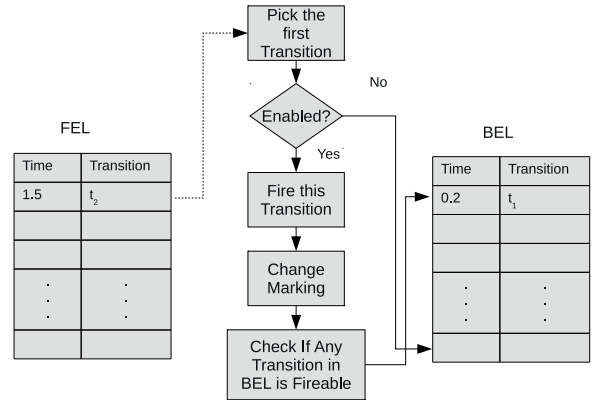 Pick the
first
Transition
No
Enabled?
Yes
FEL
Time Transition
1.5 t2
Fire this
Transition
Change
Marking
Check If Any
Transition in
BEL is Fireable
BEL
Time Transition
0.2 t1